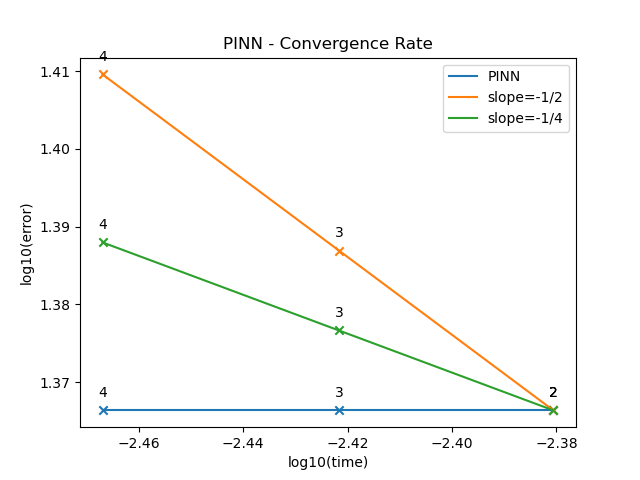 PINN - Convergence Rate
PINN
slope=-1/2
slope=-1/4
log10(error)
1.41
1.40
1.39
1.38
1.37
4
3
4
3
4
3
2
−2.46
−2.44
−2.42
−2.40
−2.38
log10(time)